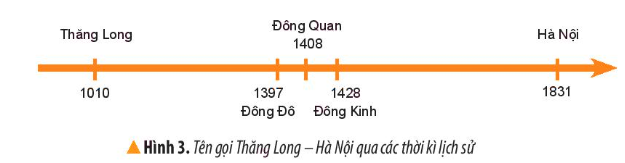 Thăng Long
Đông Quan
1408
Hà Nội
1010
1397
Đông Đô
1428
Đông Kinh
1831
Hình 3. Tên gọi Thăng Long – Hà Nội qua các thời kì lịch sử